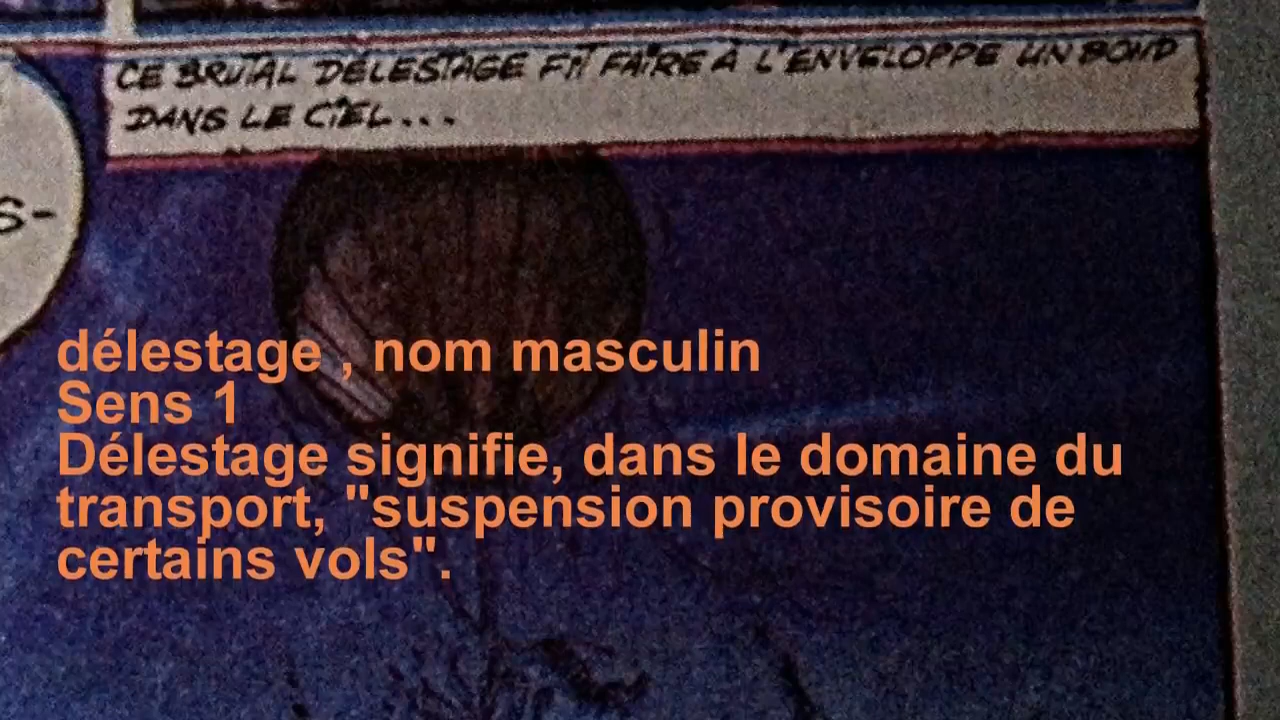 CE BRUTAL DÉLESTAGE FIT FAIRE À L'ENVELOPPE UN BOND
DANS LE CIEL...
S-
délestage , nom masculin
Sens 1
Délestage signifie, dans le domaine du
transport, "suspension provisoire de
certains vols".